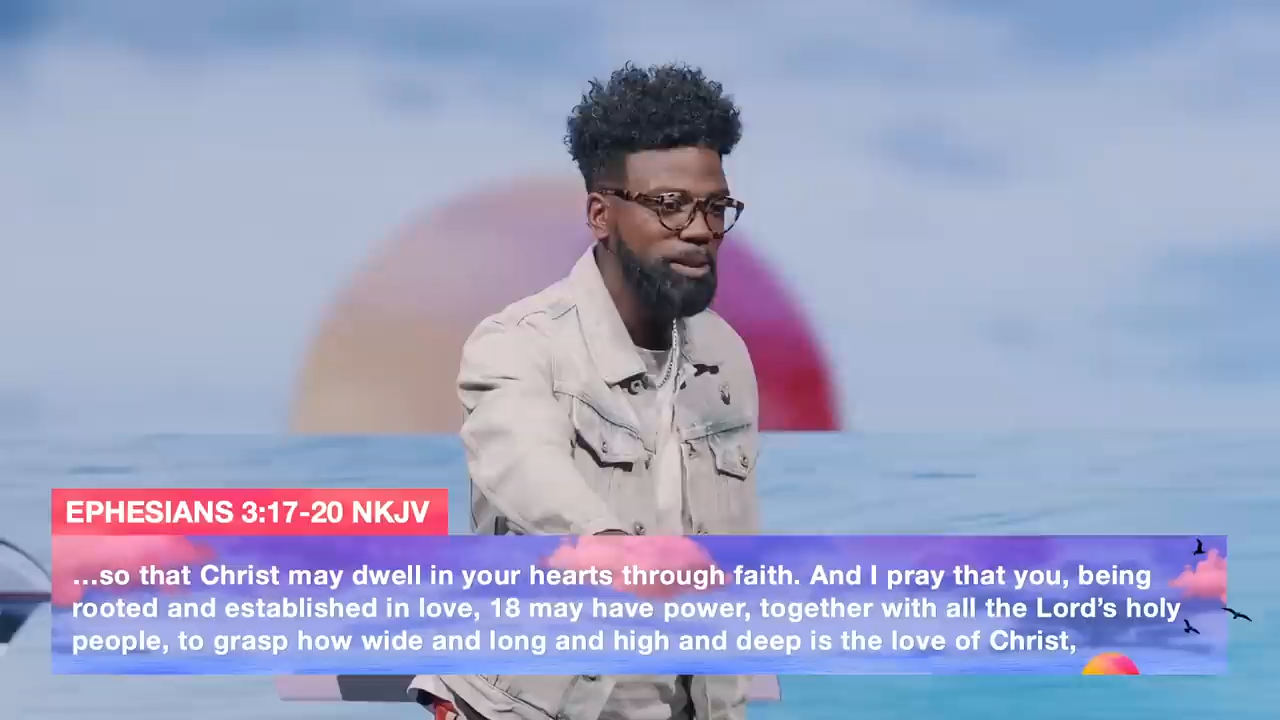 EPHESIANS 3:17-20 NKJV
...so that Christ may dwell in your hearts through faith. And I pray that you, being
rooted and established in love, 18 may have power, together with all the Lord’s holy
people, to grasp how wide and long and high and deep is the love of Christ,